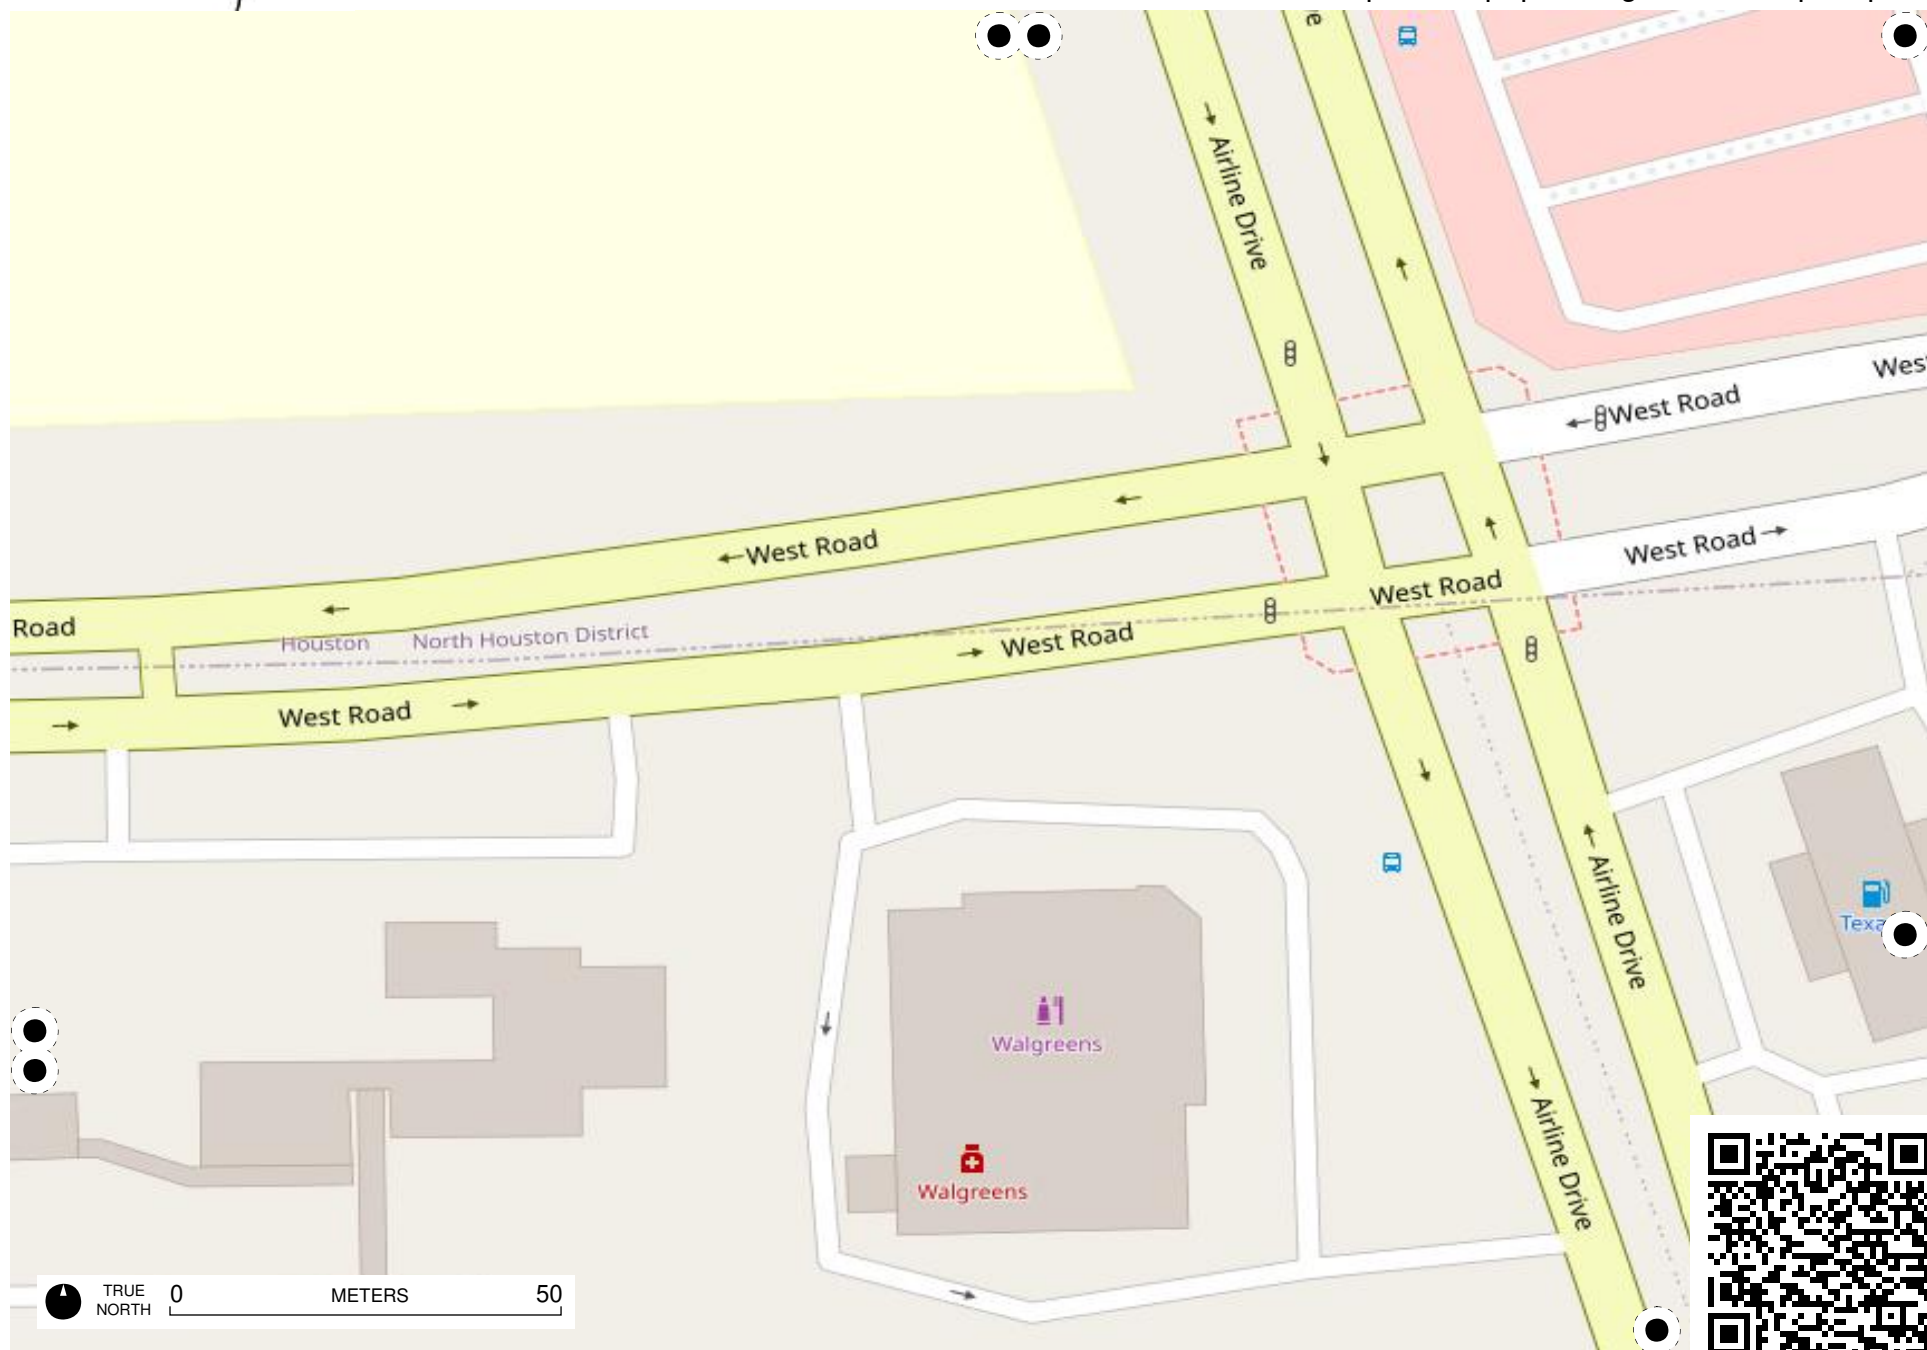 Airline Drive
West Road
West Road
West Road
West Road
West Road
Road
Houston
North Houston District
West Road
West Road
Airline Drive
Walgreens
Walgreens
Airline Drive
TRUE
NORTH
0
METERS
50